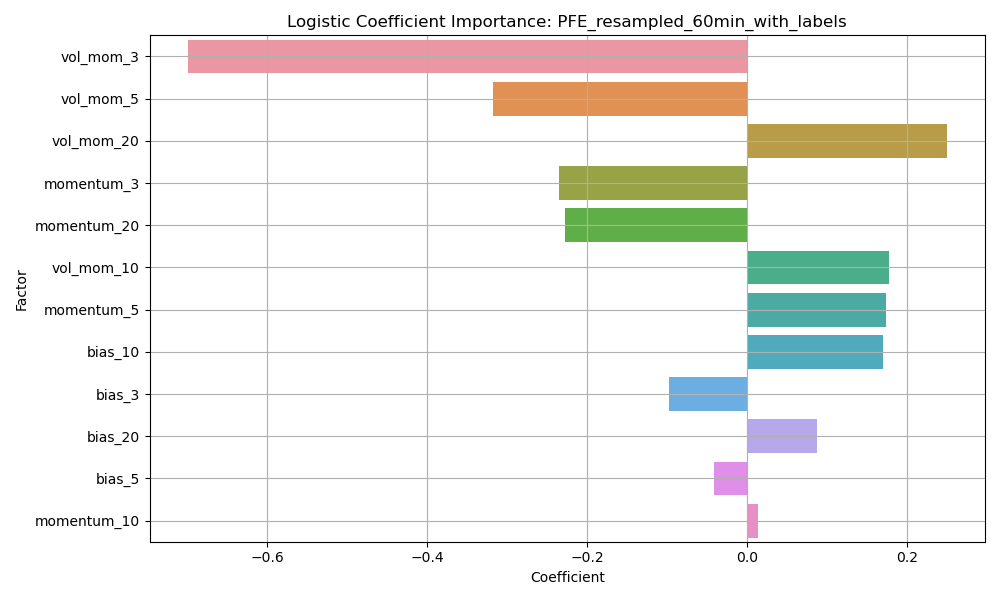 Logistic Coefficient Importance: PFE_resampled_60min_with_labels
Factor
vol_mom_3
vol_mom_5
vol_mom_20
momentum_3
momentum_20
vol_mom_10
momentum_5
bias_10
bias_3
bias_20
bias_5
momentum_10
−0.6 −0.4 −0.2 0.0 0.2
Coefficient